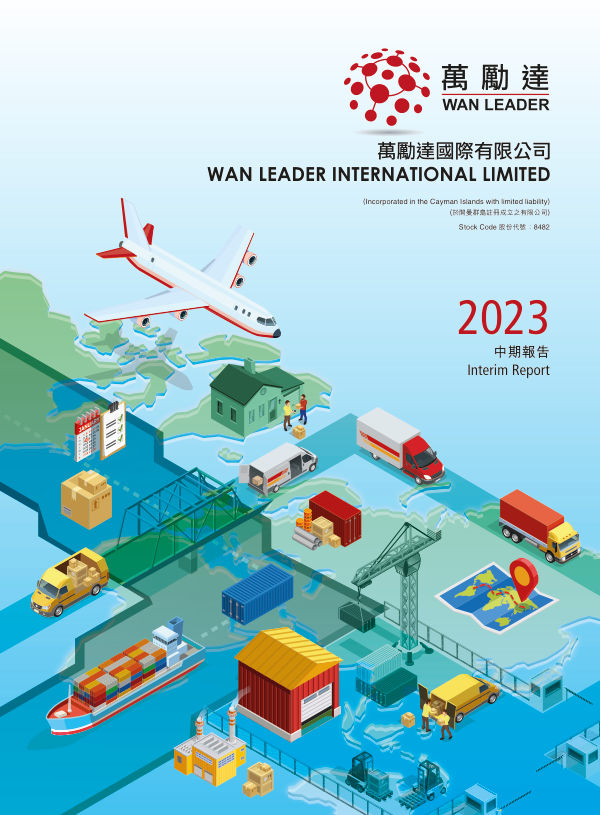 萬勵達
WAN LEADER
萬勵達國際有限公司
WAN LEADER INTERNATIONAL LIMITED
(Incorporated in the Cayman Islands with limited liability)
(於開曼群島註冊成立之有限公司)
Stock Code 股份代號：8482
2023
中期報告
Interim Report
JANUARY